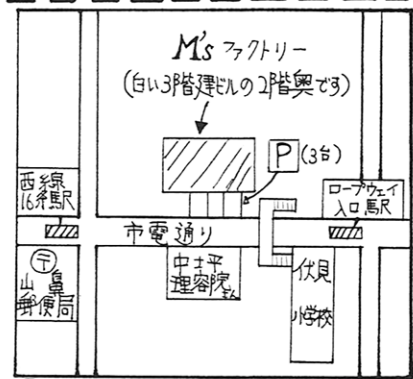 M'sファクトリー
(白い3階建ビルの2階奥です)
P (3台)
西線
16条駅
ロープウェイ
入口駅
市電通り
〒
山鼻
郵便局
中土平
理容院さん
伏見
小学校